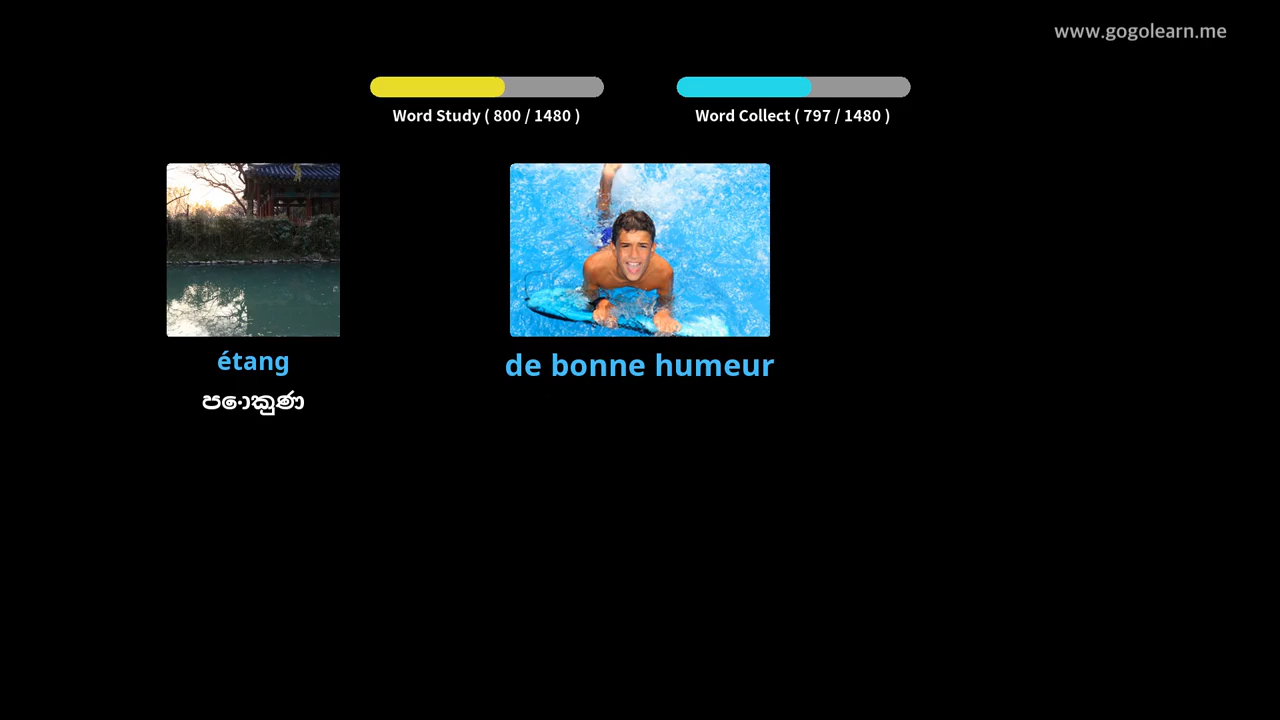 www.gogolearn.me
Word Study ( 800 / 1480 )
Word Collect ( 797 / 1480 )
étang
පොකුණ
de bonne humeur